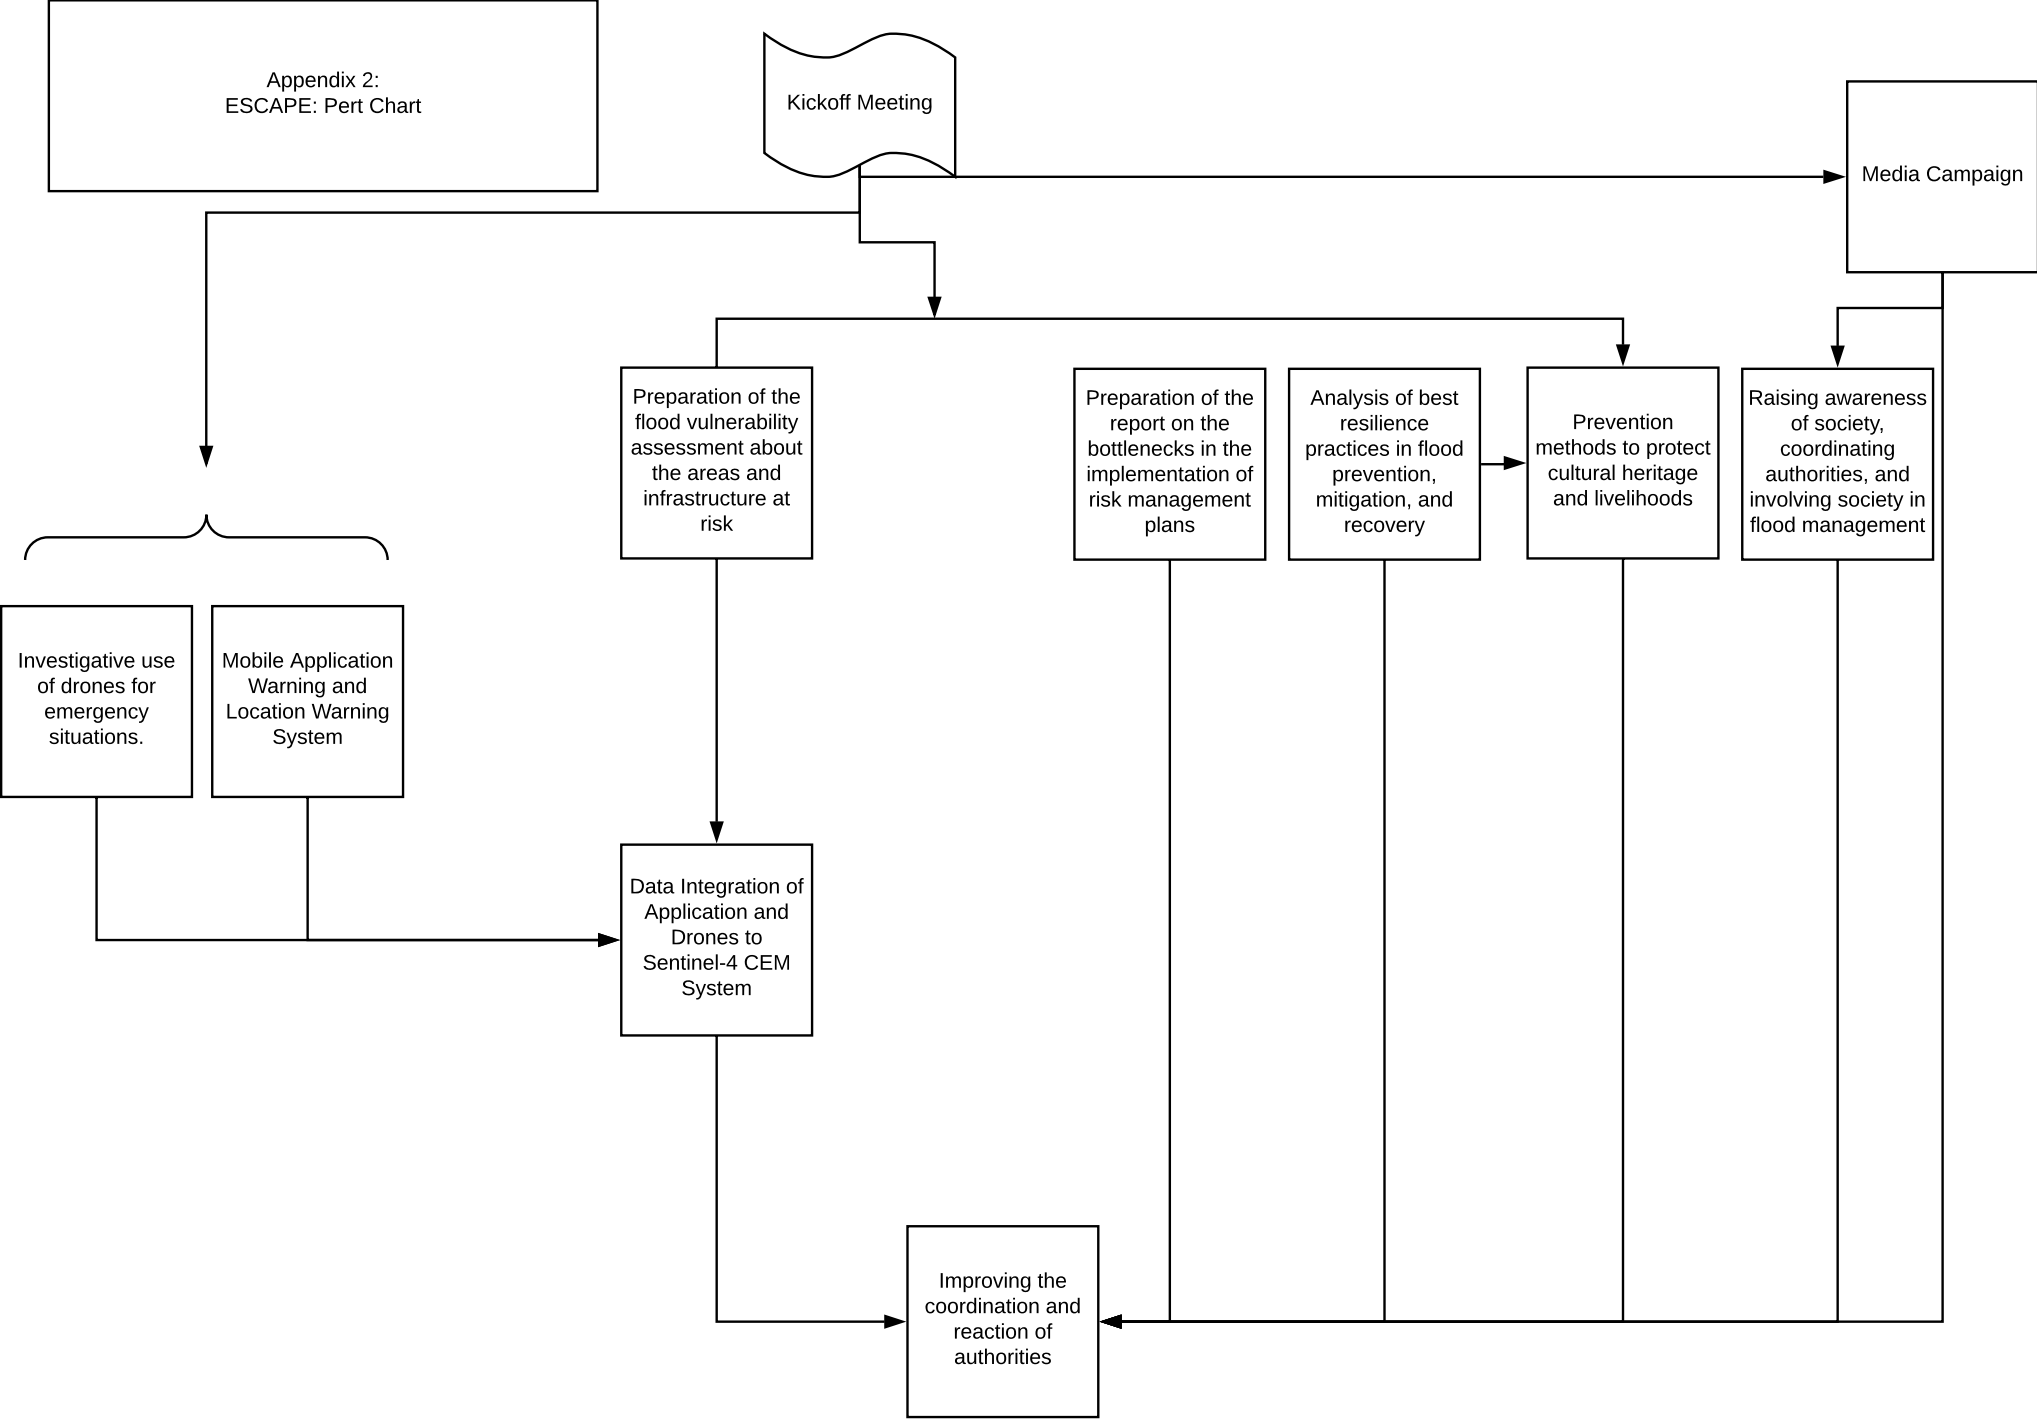 Appendix 2:
ESCAPE: Pert Chart
Kickoff Meeting
Media Campaign
Preparation of the
flood vulnerability
assessment about
the areas and
infrastructure at
risk
Preparation of the
report on the
bottlenecks in the
implementation of
risk management
plans
Analysis of best
resilience
practices in flood
prevention,
mitigation, and
recovery
Prevention
methods to protect
cultural heritage
and livelihoods
Raising awareness
of society,
coordinating
authorities, and
involving society in
flood management
Investigative use
of drones for
emergency
situations.
Mobile Application
Warning and
Location Warning
System
Data Integration of
Application and
Drones to
Sentinel-4 CEM
System
Improving the
coordination and
reaction of
authorities